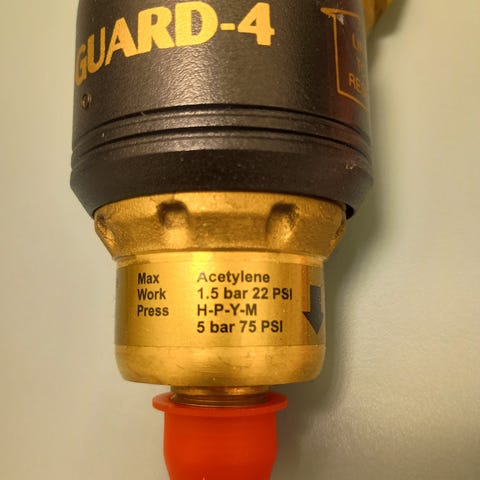 GUARD-4
Max Acetylene
Work 1.5 bar 22 PSI
Press H-P-Y-M
5 bar 75 PSI